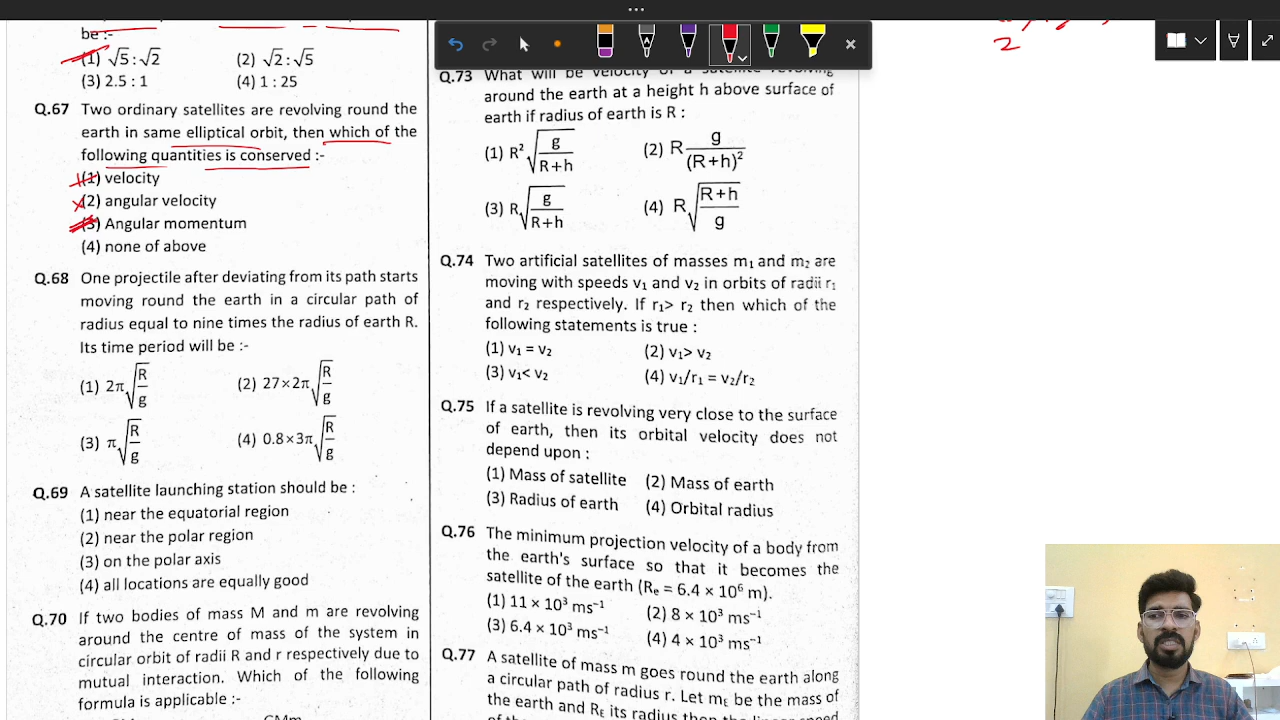 be :-
(1) √5 : √2 (2) √2 : √5
(3) 2.5 : 1 (4) 1 : 25
Q.67 Two ordinary satellites are revolving round the
earth in same elliptical orbit, then which of the
following quantities is conserved :-
(1) velocity
(2) angular velocity
(3) Angular momentum
(4) none of above
Q.68 One projectile after deviating from its path starts
moving round the earth in a circular path of
radius equal to nine times the radius of earth R.
Its time period will be :-
(1) 2π√(R/g) (2) 27×2π√(R/g)
(3) π√(R/g) (4) 0.8×3π√(R/g)
Q.69 A satellite launching station should be :
(1) near the equatorial region
(2) near the polar region
(3) on the polar axis
(4) all locations are equally good
Q.70 If two bodies of mass M and m are revolving
around the centre of mass of the system in
circular orbit of radii R and r respectively due to
mutual interaction. Which of the following
formula is applicable :-
GMm
Q.73 What will be velocity of a satellite revolving
around the earth at a height h above surface of
earth if radius of earth is R :
(1) R²√(g/(R+h)) (2) R g/(R+h)²
(3) R√(g/(R+h)) (4) R√((R+h)/g)
Q.74 Two artificial satellites of masses m₁ and m₂ are
moving with speeds v₁ and v₂ in orbits of radii r₁
and r₂ respectively. If r₁> r₂ then which of the
following statements is true :
(1) v₁ = v₂ (2) v₁> v₂
(3) v₁< v₂ (4) v₁/r₁ = v₂/r₂
Q.75 If a satellite is revolving very close to the surface
of earth, then its orbital velocity does not
depend upon :
(1) Mass of satellite (2) Mass of earth
(3) Radius of earth (4) Orbital radius
Q.76 The minimum projection velocity of a body from
the earth's surface so that it becomes the
satellite of the earth (Rₑ = 6.4 × 10⁶ m).
(1) 11 × 10³ ms⁻¹ (2) 8 × 10³ ms⁻¹
(3) 6.4 × 10³ ms⁻¹ (4) 4 × 10³ ms⁻¹
Q.77 A satellite of mass m goes round the earth along
a circular path of radius r. Let mE be the mass of
the earth and RE its radius then the linear speed
2